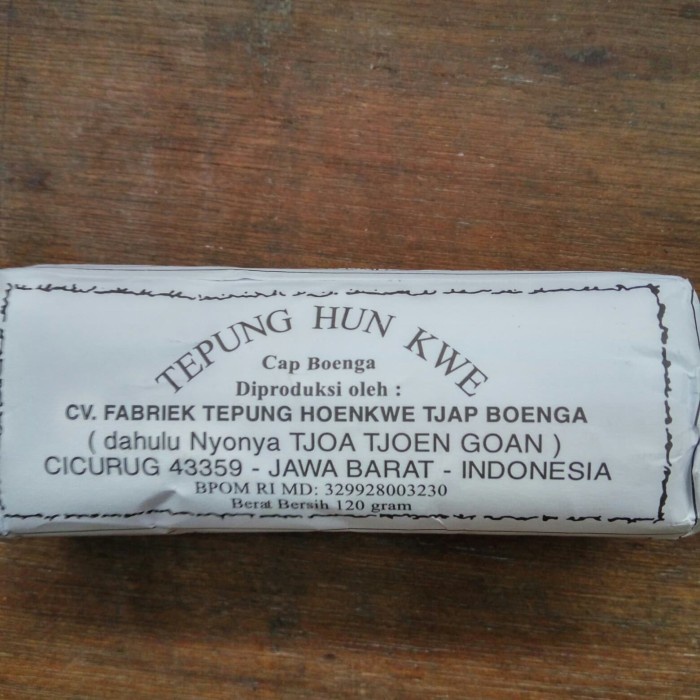 TEPUNG HUN KWE
Cap Boenga
Diproduksi oleh :
CV. FABRIEK TEPUNG HOENKWE TJAP BOENGA
( dahulu Nyonya TJOA TJOEN GOAN )
CICURUG 43359 - JAWA BARAT - INDONESIA
BPOM RI MD: 329928003230
Berat Bersih 120 gram